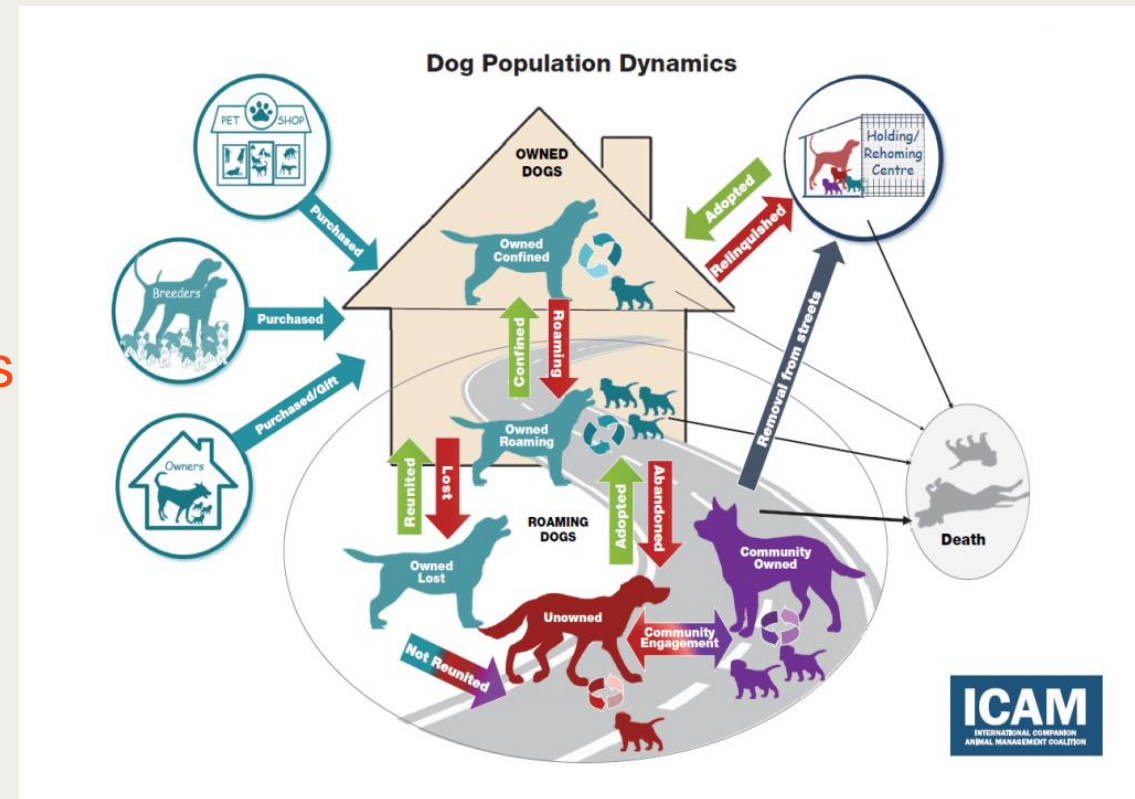 Dog Population Dynamics
PET SHOP
OWNED
DOGS
Holding/
Rehoming
Centre
Purchased
Adopted
Relinquished
Owned
Confined
Breeders
Purchased
Confined
Roaming
Removal from streets
s
Purchased/Gift
Owned
Roaming
Owners
Reunited
Lost
ROAMING
DOGS
Adopted
Abandoned
Death
Community
Owned
Owned
Lost
Unowned
Community
Engagement
Not Reunited
ICAM
INTERNATIONAL COMPANION
ANIMAL MANAGEMENT COALITION